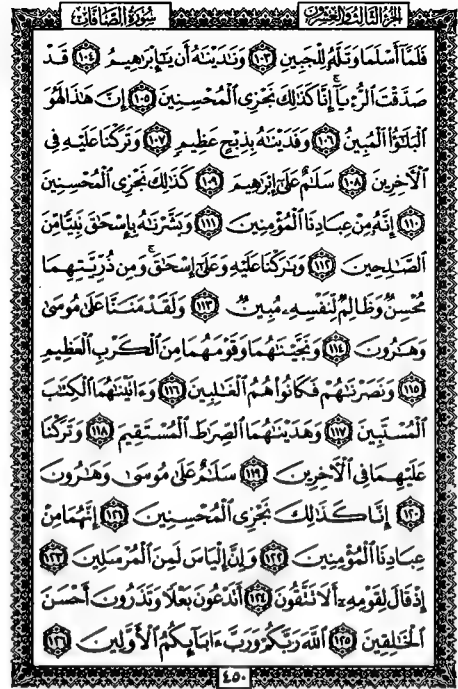 الجزء الثالث والعشرون سورة الصافات
فَلَمَّآ أَسْلَمَا وَتَلَّهُۥ لِلْجَبِينِ ١٠٣ وَنَٰدَيْنَٰهُ أَن يَٰٓإِبْرَٰهِيمُ ١٠٤ قَدْ
صَدَّقْتَ ٱلرُّءْيَآ ۚ إِنَّا كَذَٰلِكَ نَجْزِى ٱلْمُحْسِنِينَ ١٠٥ إِنَّ هَٰذَا لَهُوَ
ٱلْبَلَٰٓؤُا۟ ٱلْمُبِينُ ١٠٦ وَفَدَيْنَٰهُ بِذِبْحٍ عَظِيمٍ ١٠٧ وَتَرَكْنَا عَلَيْهِ فِى
ٱلْءَاخِرِينَ ١٠٨ سَلَٰمٌ عَلَىٰٓ إِبْرَٰهِيمَ ١٠٩ كَذَٰلِكَ نَجْزِى ٱلْمُحْسِنِينَ
١١٠ إِنَّهُۥ مِنْ عِبَادِنَا ٱلْمُؤْمِنِينَ ١١١ وَبَشَّرْنَٰهُ بِإِسْحَٰقَ نَبِيًّا مِّنَ
ٱلصَّٰلِحِينَ ١١٢ وَبَٰرَكْنَا عَلَيْهِ وَعَلَىٰٓ إِسْحَٰقَ ۚ وَمِن ذُرِّيَّتِهِمَا
مُحْسِنٌ وَظَالِمٌ لِّنَفْسِهِۦ مُبِينٌ ١١٣ وَلَقَدْ مَنَنَّا عَلَىٰ مُوسَىٰ
وَهَٰرُونَ ١١٤ وَنَجَّيْنَٰهُمَا وَقَوْمَهُمَا مِنَ ٱلْكَرْبِ ٱلْعَظِيمِ
١١٥ وَنَصَرْنَٰهُمْ فَكَانُوا۟ هُمُ ٱلْغَٰلِبِينَ ١١٦ وَءَاتَيْنَٰهُمَا ٱلْكِتَٰبَ
ٱلْمُسْتَبِينَ ١١٧ وَهَدَيْنَٰهُمَا ٱلصِّرَٰطَ ٱلْمُسْتَقِيمَ ١١٨ وَتَرَكْنَا
عَلَيْهِمَا فِى ٱلْءَاخِرِينَ ١١٩ سَلَٰمٌ عَلَىٰ مُوسَىٰ وَهَٰرُونَ
١٢٠ إِنَّا كَذَٰلِكَ نَجْزِى ٱلْمُحْسِنِينَ ١٢١ إِنَّهُمَا مِنْ
عِبَادِنَا ٱلْمُؤْمِنِينَ ١٢٢ وَإِنَّ إِلْيَاسَ لَمِنَ ٱلْمُرْسَلِينَ ١٢٣
إِذْ قَالَ لِقَوْمِهِۦٓ أَلَا تَتَّقُونَ ١٢٤ أَتَدْعُونَ بَعْلًا وَتَذَرُونَ أَحْسَنَ
ٱلْخَٰلِقِينَ ١٢٥ ٱللَّهَ رَبَّكُمْ وَرَبَّ ءَابَآئِكُمُ ٱلْأَوَّلِينَ ١٢٦
٤٥٠